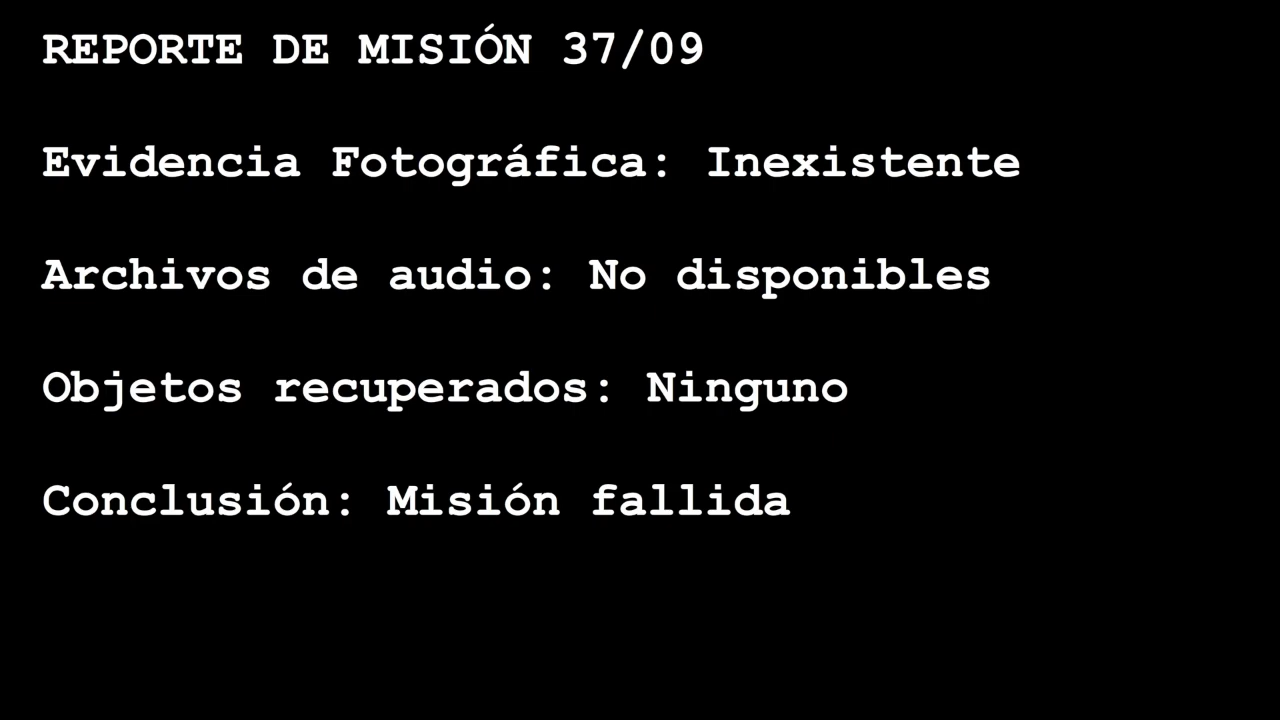 REPORTE DE MISIÓN 37/09
Evidencia Fotográfica: Inexistente
Archivos de audio: No disponibles
Objetos recuperados: Ninguno
Conclusión: Misión fallida